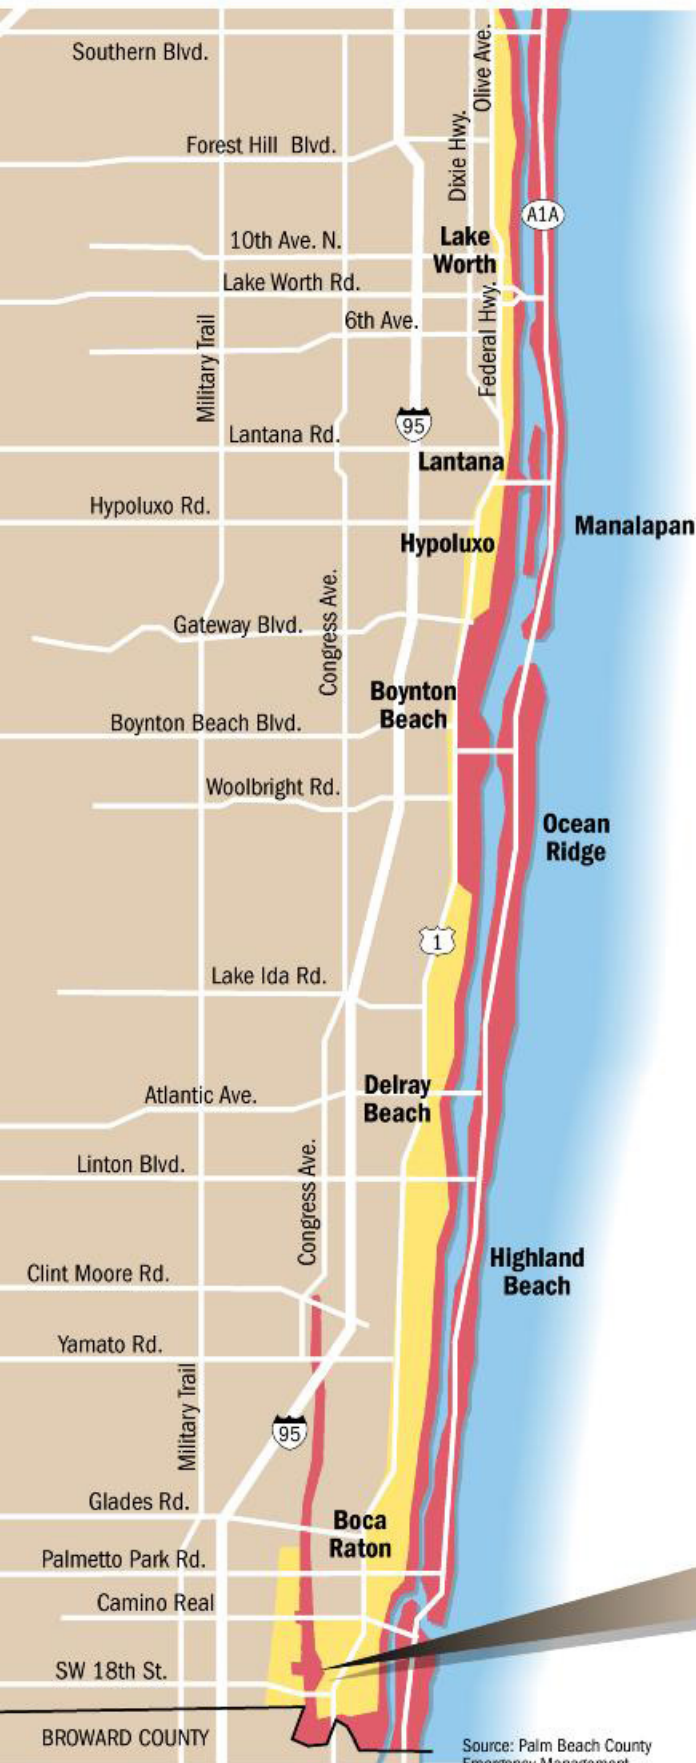 Southern Blvd.
Olive Ave.
Forest Hill Blvd.
Dixie Hwy.
A1A
10th Ave. N.
Lake
Worth
Lake Worth Rd.
6th Ave.
Federal Hwy.
Military Trail
95
Lantana Rd.
Lantana
Hypoluxo Rd.
Manalapan
Hypoluxo
Gateway Blvd.
Congress Ave.
Boynton
Beach
Boynton Beach Blvd.
Woolbright Rd.
Ocean
Ridge
1
Lake Ida Rd.
Delray
Beach
Atlantic Ave.
Linton Blvd.
Congress Ave.
Highland
Beach
Clint Moore Rd.
Yamato Rd.
Military Trail
95
Glades Rd.
Boca
Raton
Palmetto Park Rd.
Camino Real
SW 18th St.
BROWARD COUNTY
Source: Palm Beach County
Emergency Management